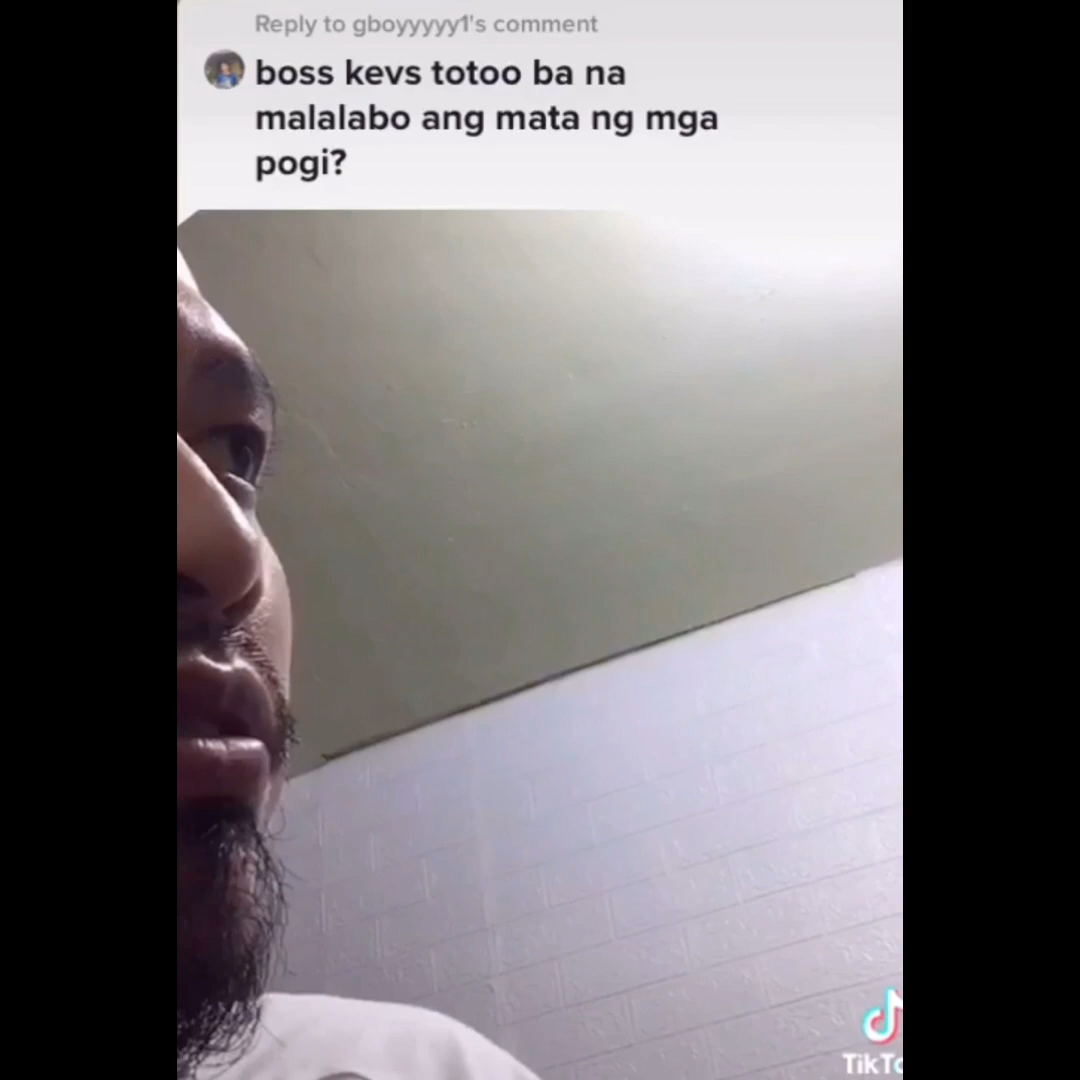 Reply to gboyyyyy1's comment
boss kevs totoo ba na
malalabo ang mata ng mga
pogi?
TikTo